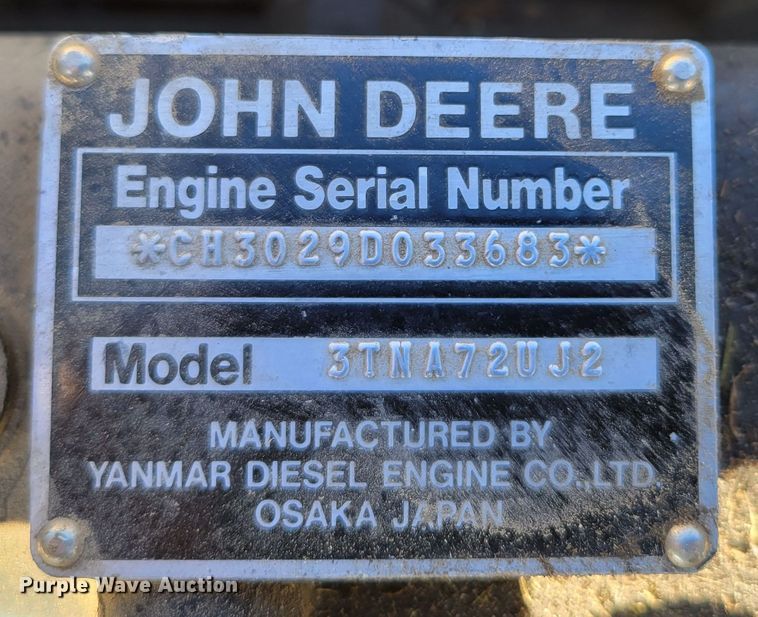 JOHN DEERE
Engine Serial Number
*CH3029D033683*
Model 3TNA72UJ2
MANUFACTURED BY
YANMAR DIESEL ENGINE CO.,LTD.
OSAKA JAPAN
Purple Wave Auction